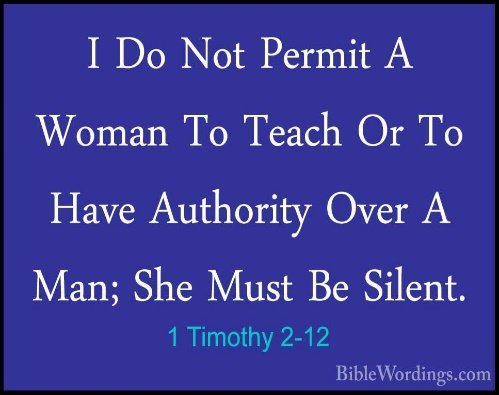 I Do Not Permit A
Woman To Teach Or To
Have Authority Over A
Man; She Must Be Silent.
1 Timothy 2-12
BibleWordings.com